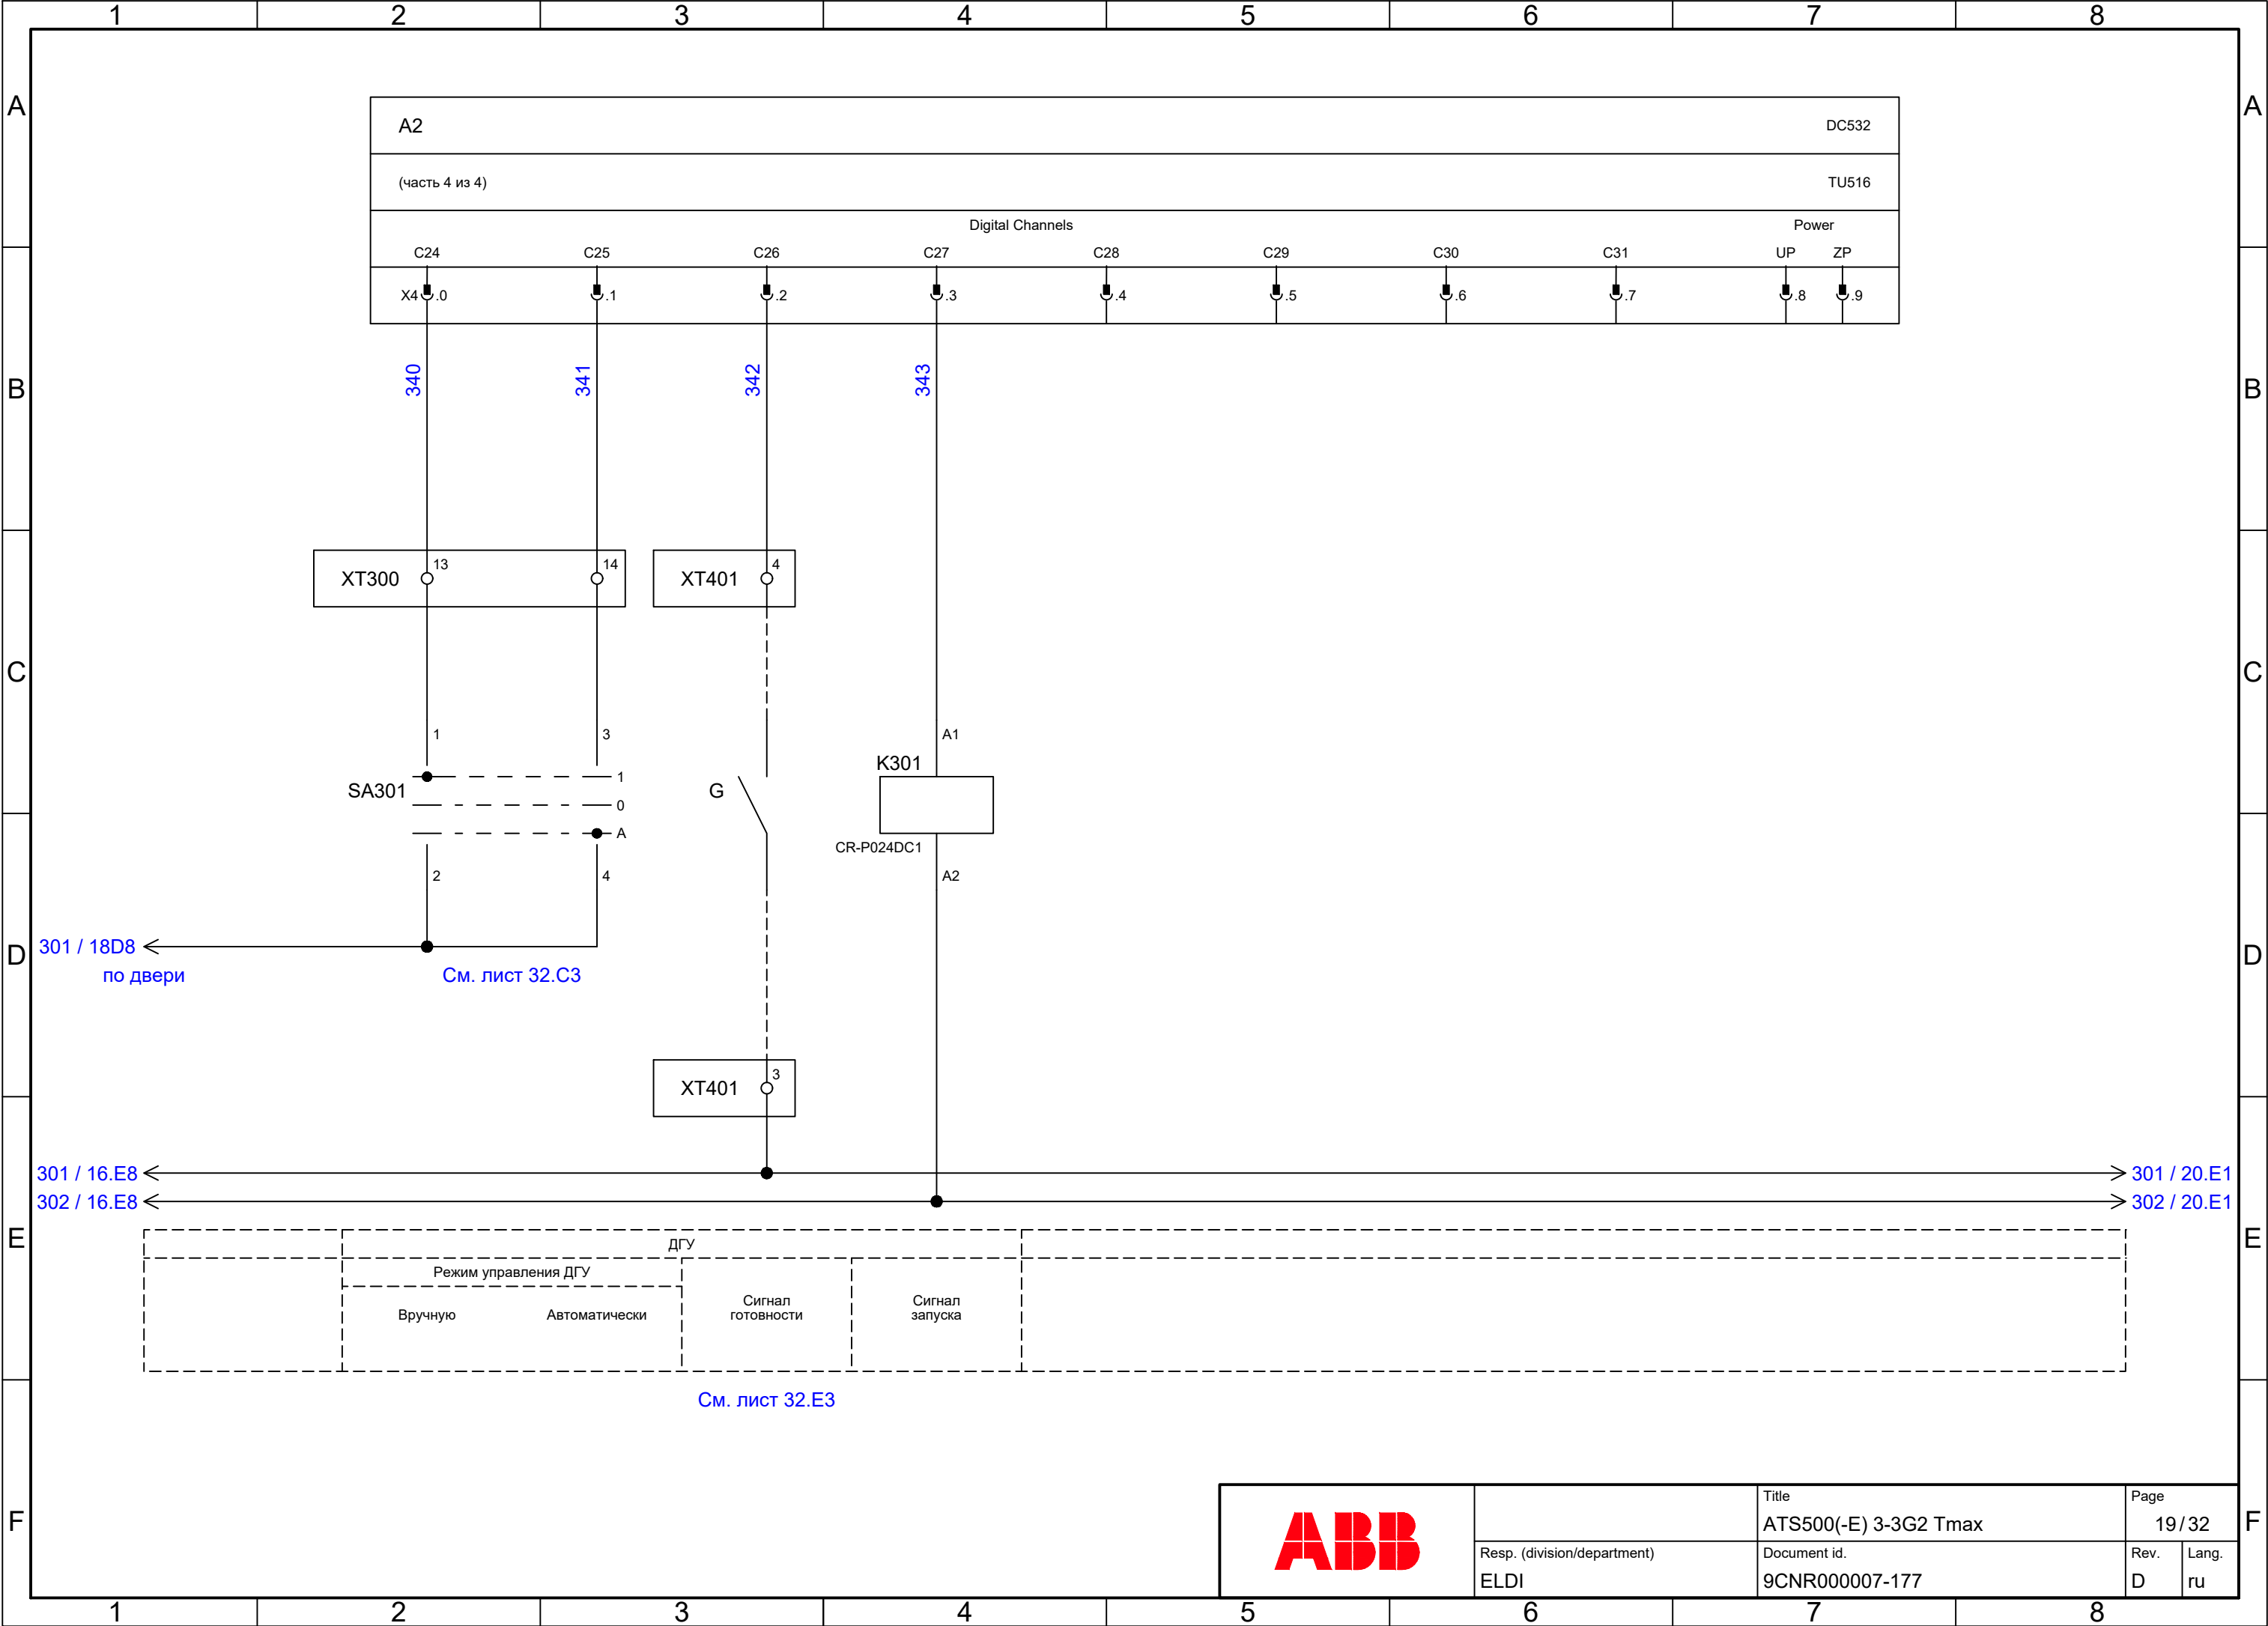 1 2 3 4 5 6 7 8
A A
A2 DC532
(часть 4 из 4) TU516
Digital Channels Power
C24 C25 C26 C27 C28 C29 C30 C31 UP ZP
X4 .0 .1 .2 .3 .4 .5 .6 .7 .8 .9
340 341 342 343
B B
XT300 13 14 XT401 4
C C
1 3 A1
K301
SA301 1 G
0
A
CR-P024DC1
2 4 A2
301 / 18D8
D D
по двери См. лист 32.C3
XT401 3
301 / 16.E8 301 / 20.E1
302 / 16.E8 302 / 20.E1
E E
ДГУ
Режим управления ДГУ
Вручную Автоматически
Сигнал
готовности
Сигнал
запуска
См. лист 32.E3
F F
ABB
Title
ATS500(-E) 3-3G2 Tmax
Page
19/32
Resp. (division/department)
ELDI
Document id.
9CNR000007-177
Rev.
D
Lang.
ru
1 2 3 4 5 6 7 8